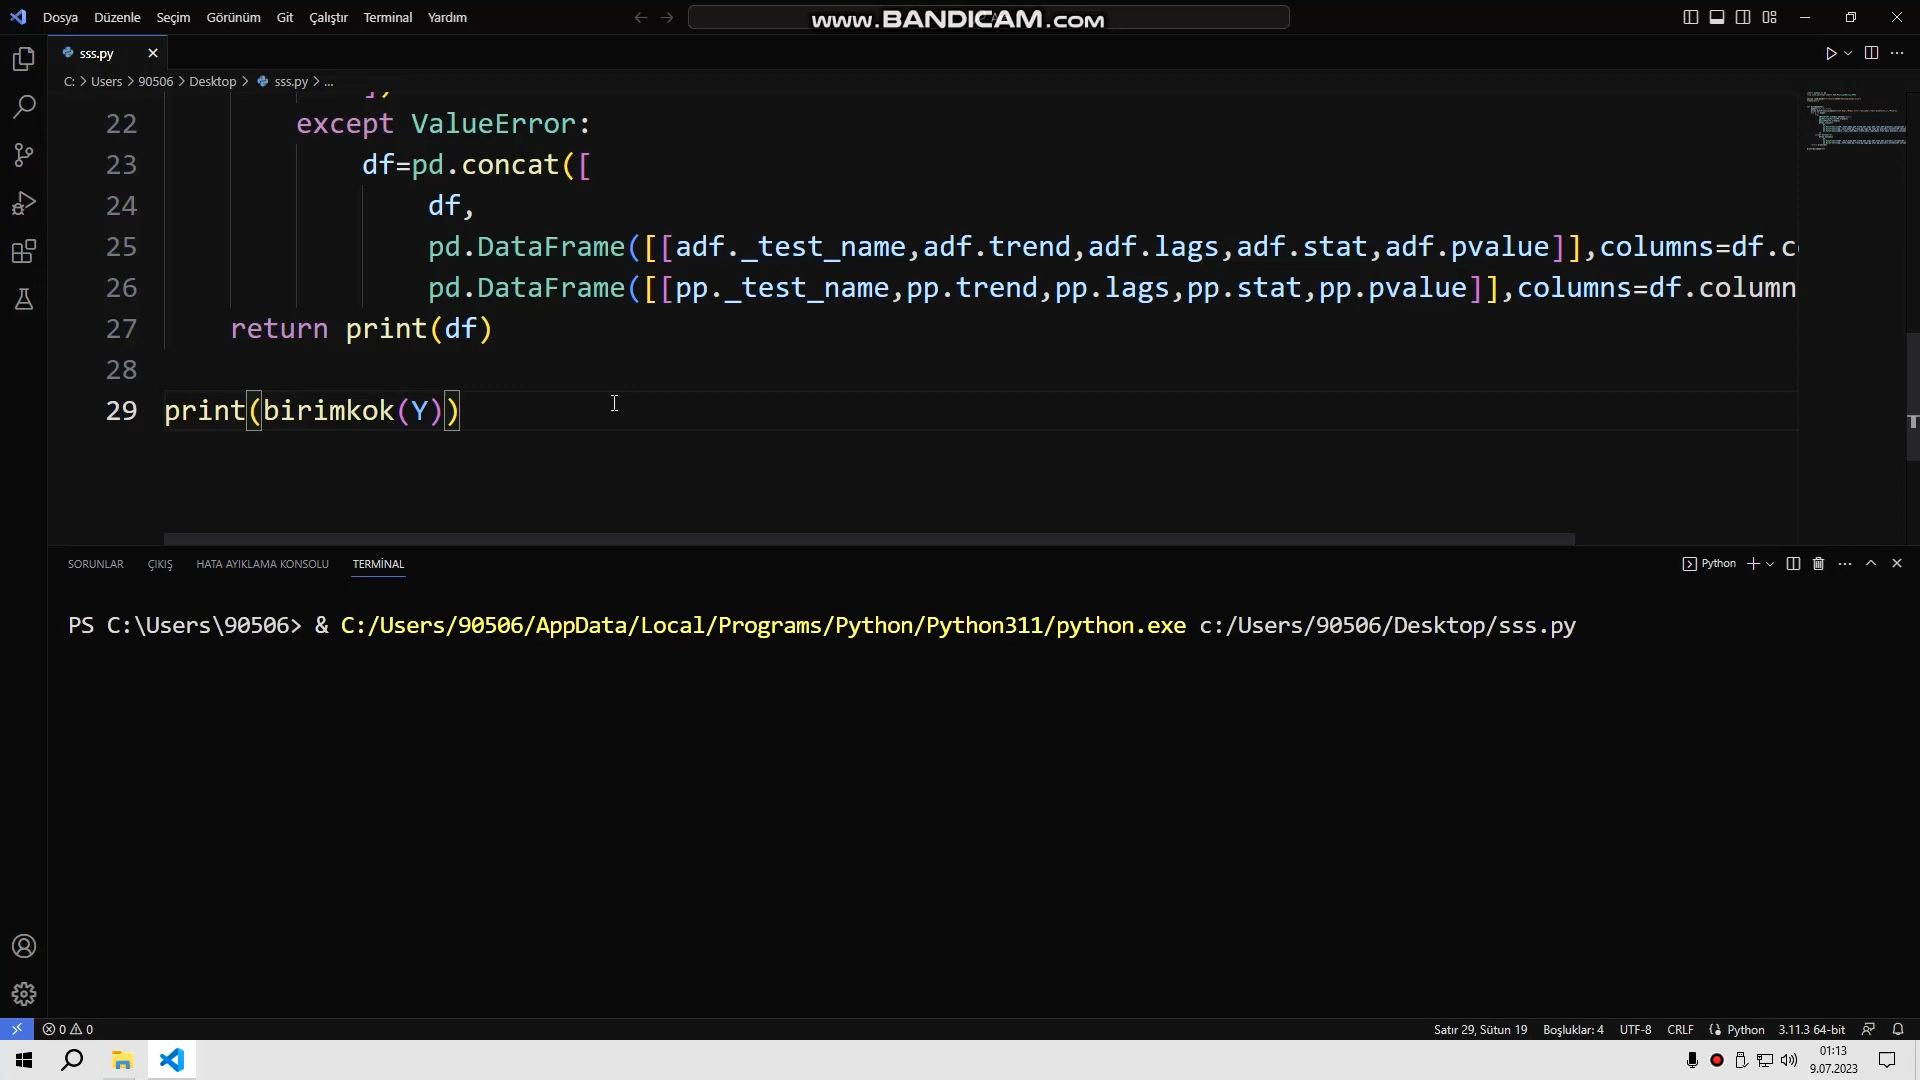 Dosya Düzenle Seçim Görünüm Git Çalıştır Terminal Yardım
www.BANDICAM.com
sss.py
C: > Users > 90506 > Desktop > sss.py > ...
22 except ValueError:
23 df=pd.concat([
24 df,
25 pd.DataFrame([[adf._test_name,adf.trend,adf.lags,adf.stat,adf.pvalue]],columns=df.c
26 pd.DataFrame([[pp._test_name,pp.trend,pp.lags,pp.stat,pp.pvalue]],columns=df.column
27 return print(df)
28
29 print(birimkok(Y))
SORUNLAR ÇIKIŞ HATA AYIKLAMA KONSOLU TERMİNAL
Python
PS C:\Users\90506> & C:/Users/90506/AppData/Local/Programs/Python/Python311/python.exe c:/Users/90506/Desktop/sss.py
0 0
Satır 29, Sütun 19 Boşluklar: 4 UTF-8 CRLF Python 3.11.3 64-bit
01:13
9.07.2023